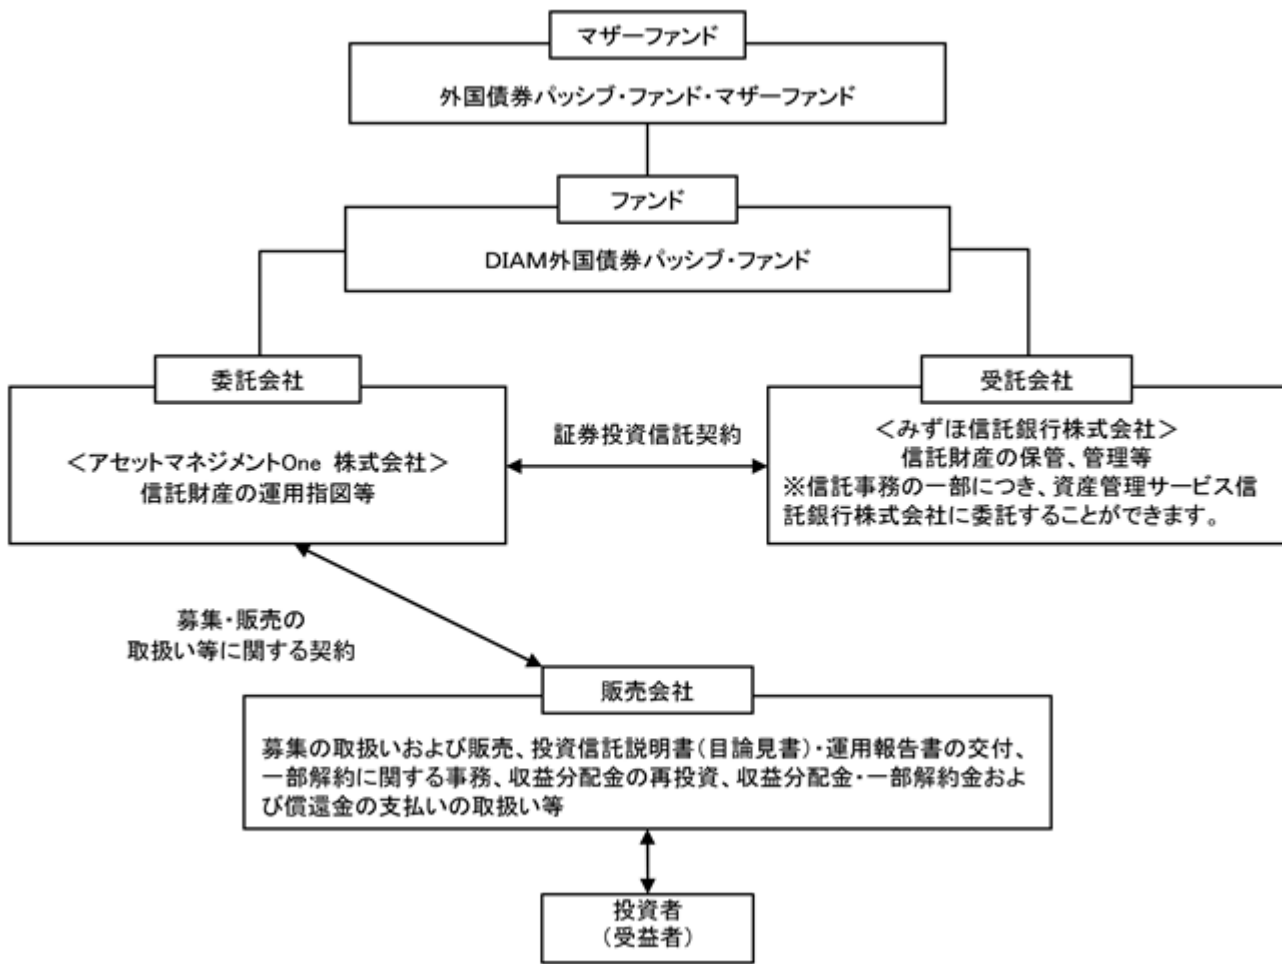 マザーファンド
外国債券パッシブ・ファンド・マザーファンド
ファンド
DIAM外国債券パッシブ・ファンド
委託会社
＜アセットマネジメントOne 株式会社＞
信託財産の運用指図等
証券投資信託契約
受託会社
＜みずほ信託銀行株式会社＞
信託財産の保管、管理等
※信託事務の一部につき、資産管理サービス信
託銀行株式会社に委託することができます。
募集・販売の
取扱い等に関する契約
販売会社
募集の取扱いおよび販売、投資信託説明書（目論見書）・運用報告書の交付、
一部解約に関する事務、収益分配金の再投資、収益分配金・一部解約金およ
び償還金の支払いの取扱い等
投資者
（受益者）